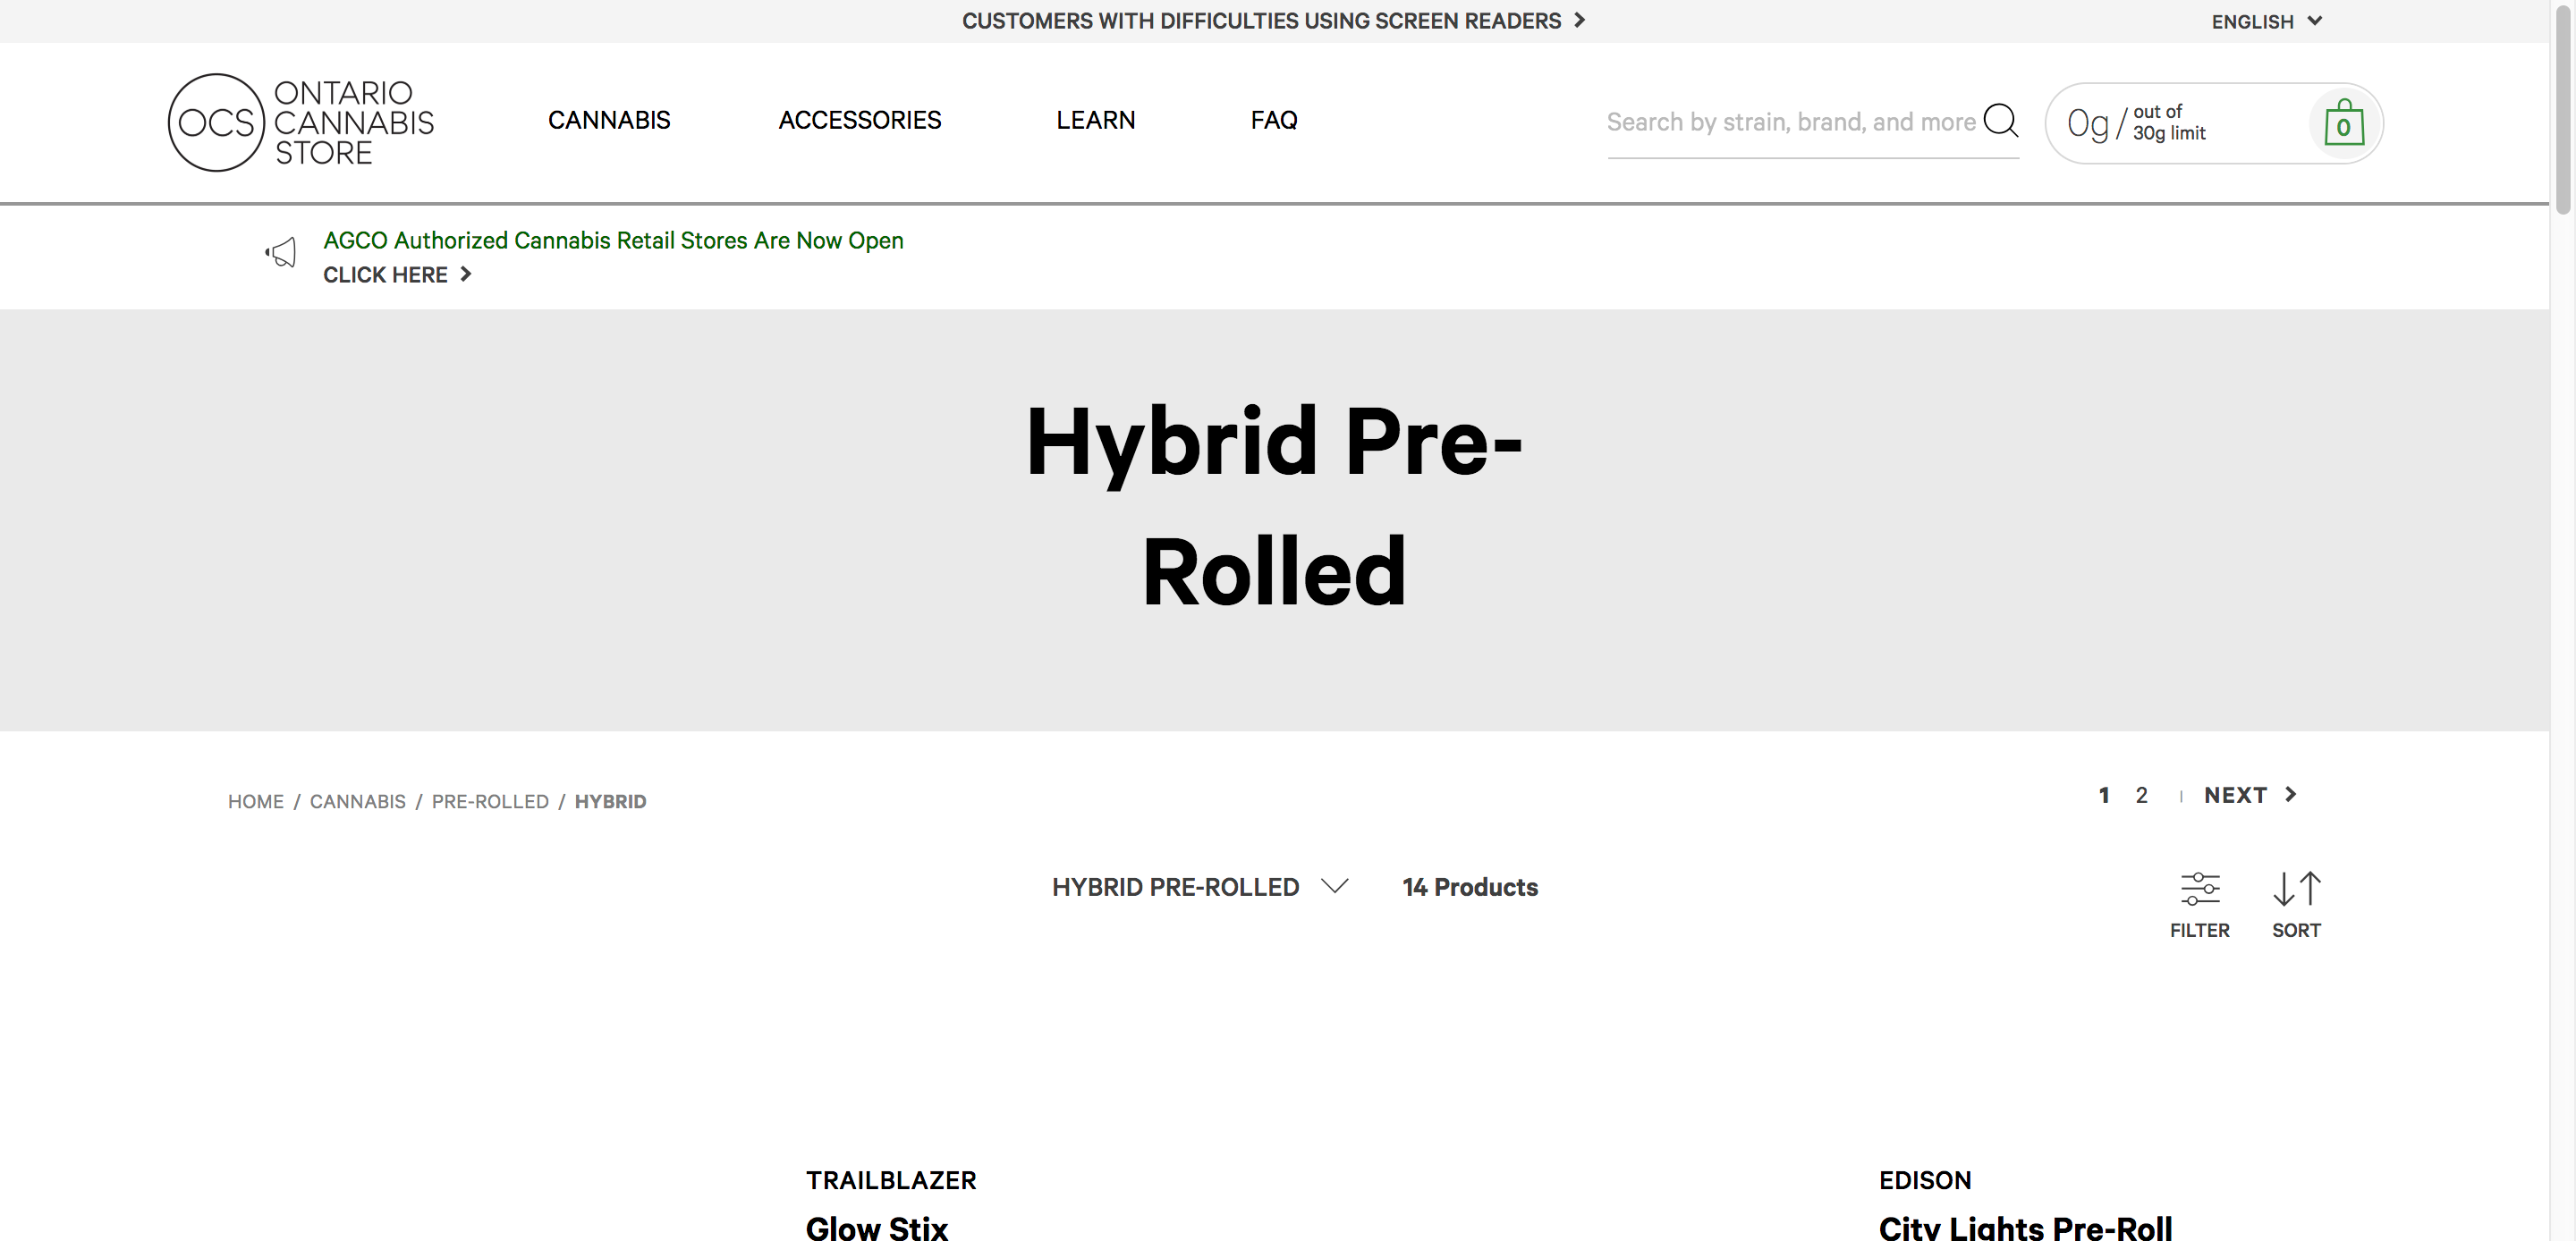 CUSTOMERS WITH DIFFICULTIES USING SCREEN READERS
ENGLISH
OCS
ONTARIO
CANNABIS
STORE
CANNABIS
ACCESSORIES
LEARN
FAQ
Search by strain, brand, and more
0g / out of
30g limit
0
AGCO Authorized Cannabis Retail Stores Are Now Open
CLICK HERE
Hybrid Pre-
Rolled
HOME / CANNABIS / PRE-ROLLED / HYBRID
1 2 | NEXT
HYBRID PRE-ROLLED
14 Products
FILTER
SORT
TRAILBLAZER
Glow Stix
EDISON
City Lights Pre-Roll